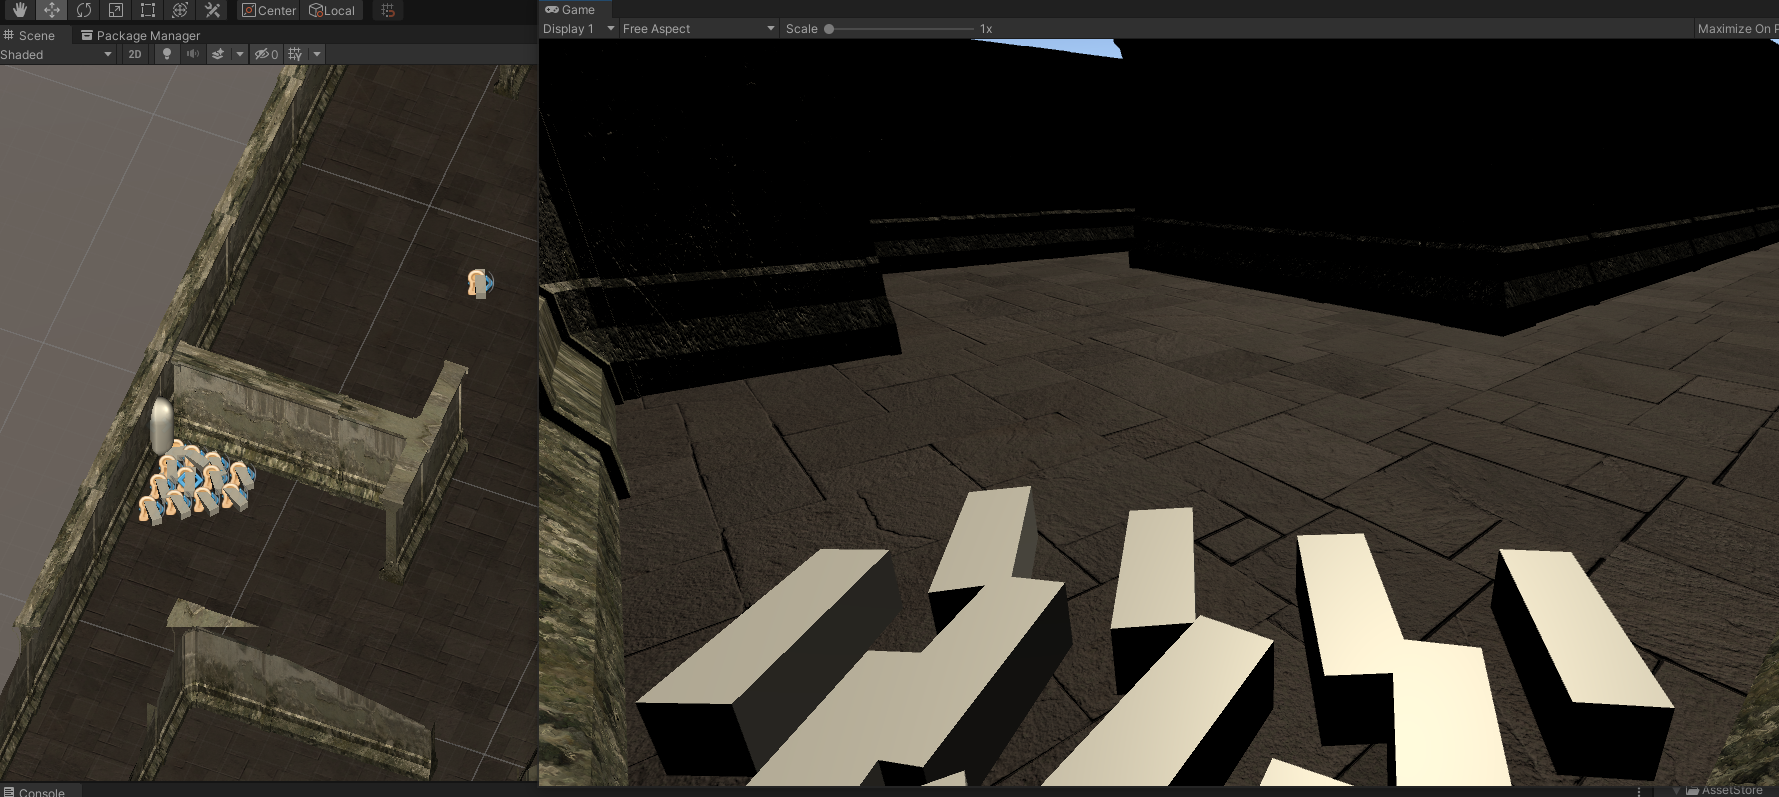 Center Local
Scene Package Manager
Shaded 2D 0
Game
Display 1 Free Aspect Scale 1x Maximize On P
Console
AssetStore